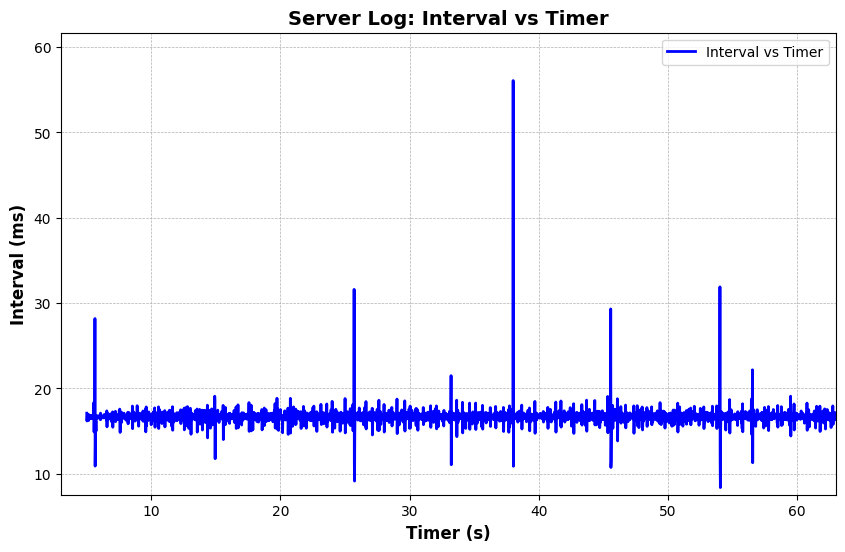 Server Log: Interval vs Timer
Interval vs Timer
60
50
40
30
20
10
Interval (ms)
10 20 30 40 50 60
Timer (s)